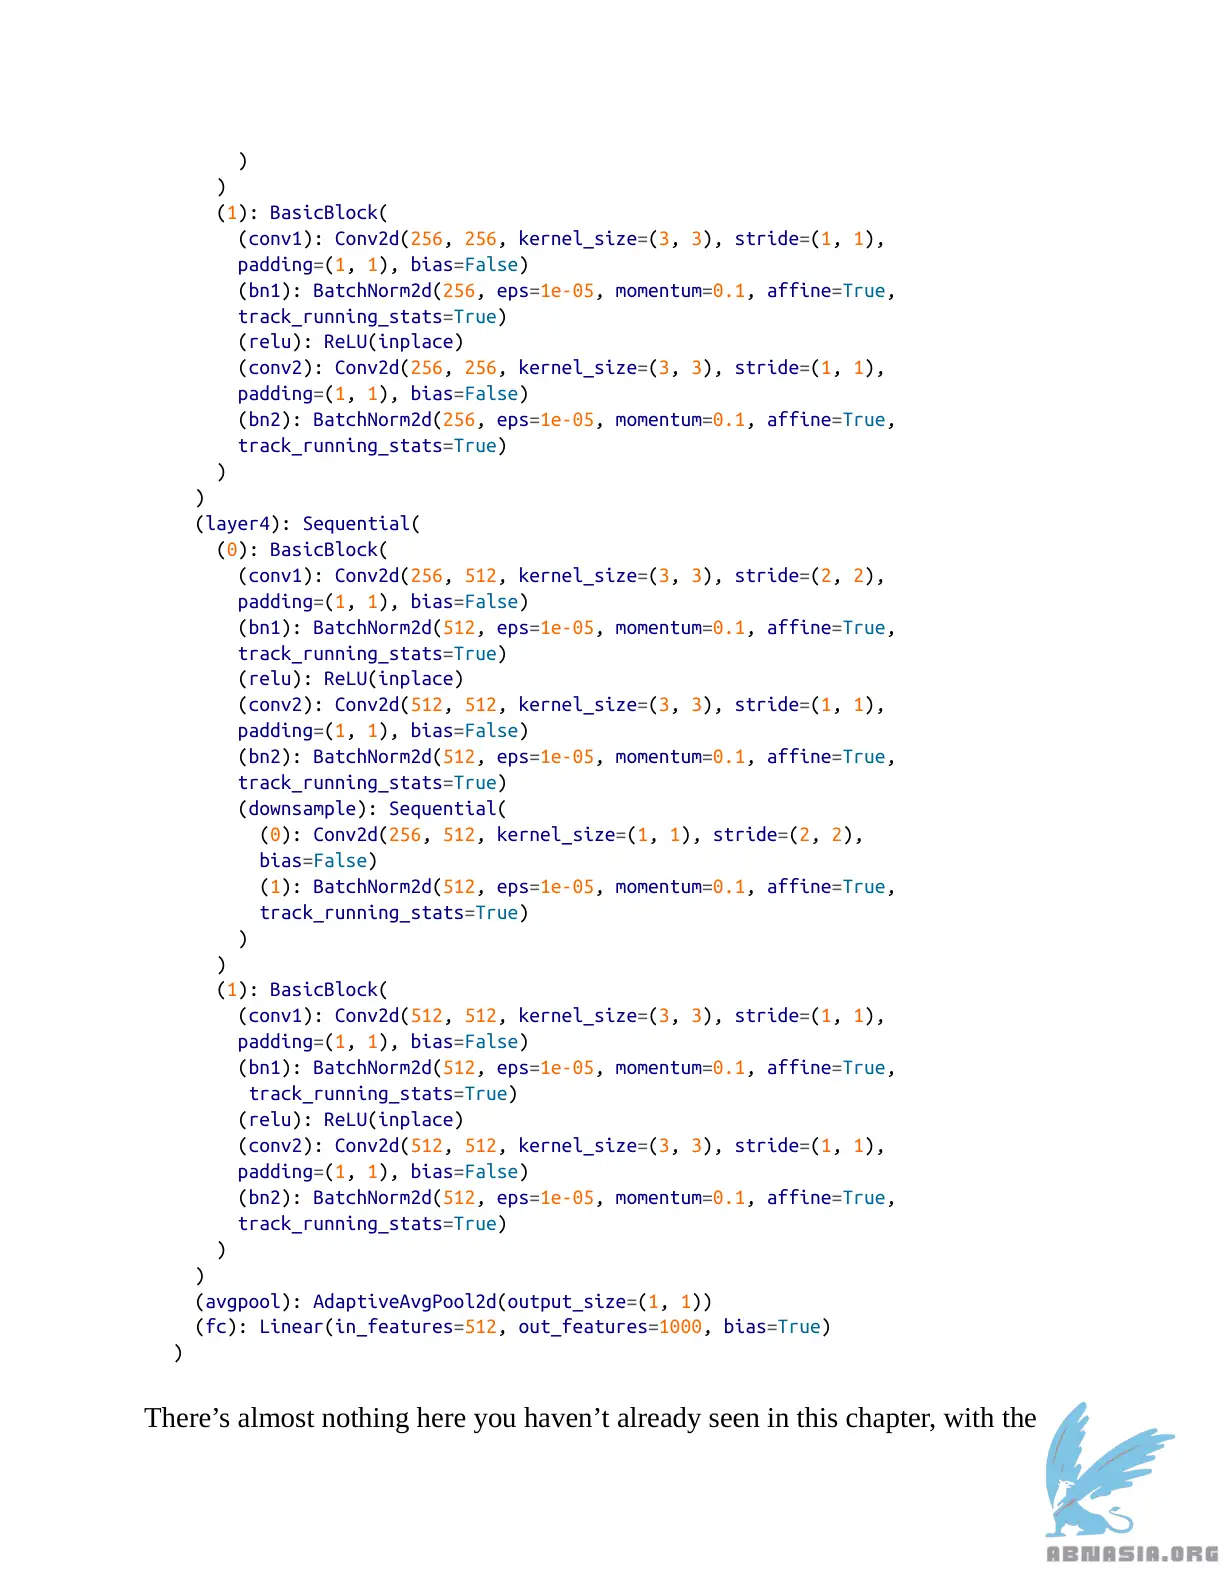 )
)
(1): BasicBlock(
(conv1): Conv2d(256, 256, kernel_size=(3, 3), stride=(1, 1),
padding=(1, 1), bias=False)
(bn1): BatchNorm2d(256, eps=1e-05, momentum=0.1, affine=True,
track_running_stats=True)
(relu): ReLU(inplace)
(conv2): Conv2d(256, 256, kernel_size=(3, 3), stride=(1, 1),
padding=(1, 1), bias=False)
(bn2): BatchNorm2d(256, eps=1e-05, momentum=0.1, affine=True,
track_running_stats=True)
)
)
(layer4): Sequential(
(0): BasicBlock(
(conv1): Conv2d(256, 512, kernel_size=(3, 3), stride=(2, 2),
padding=(1, 1), bias=False)
(bn1): BatchNorm2d(512, eps=1e-05, momentum=0.1, affine=True,
track_running_stats=True)
(relu): ReLU(inplace)
(conv2): Conv2d(512, 512, kernel_size=(3, 3), stride=(1, 1),
padding=(1, 1), bias=False)
(bn2): BatchNorm2d(512, eps=1e-05, momentum=0.1, affine=True,
track_running_stats=True)
(downsample): Sequential(
(0): Conv2d(256, 512, kernel_size=(1, 1), stride=(2, 2),
bias=False)
(1): BatchNorm2d(512, eps=1e-05, momentum=0.1, affine=True,
track_running_stats=True)
)
)
(1): BasicBlock(
(conv1): Conv2d(512, 512, kernel_size=(3, 3), stride=(1, 1),
padding=(1, 1), bias=False)
(bn1): BatchNorm2d(512, eps=1e-05, momentum=0.1, affine=True,
track_running_stats=True)
(relu): ReLU(inplace)
(conv2): Conv2d(512, 512, kernel_size=(3, 3), stride=(1, 1),
padding=(1, 1), bias=False)
(bn2): BatchNorm2d(512, eps=1e-05, momentum=0.1, affine=True,
track_running_stats=True)
)
)
(avgpool): AdaptiveAvgPool2d(output_size=(1, 1))
(fc): Linear(in_features=512, out_features=1000, bias=True)
)
There’s almost nothing here you haven’t already seen in this chapter, with the
ABNASIA.ORG